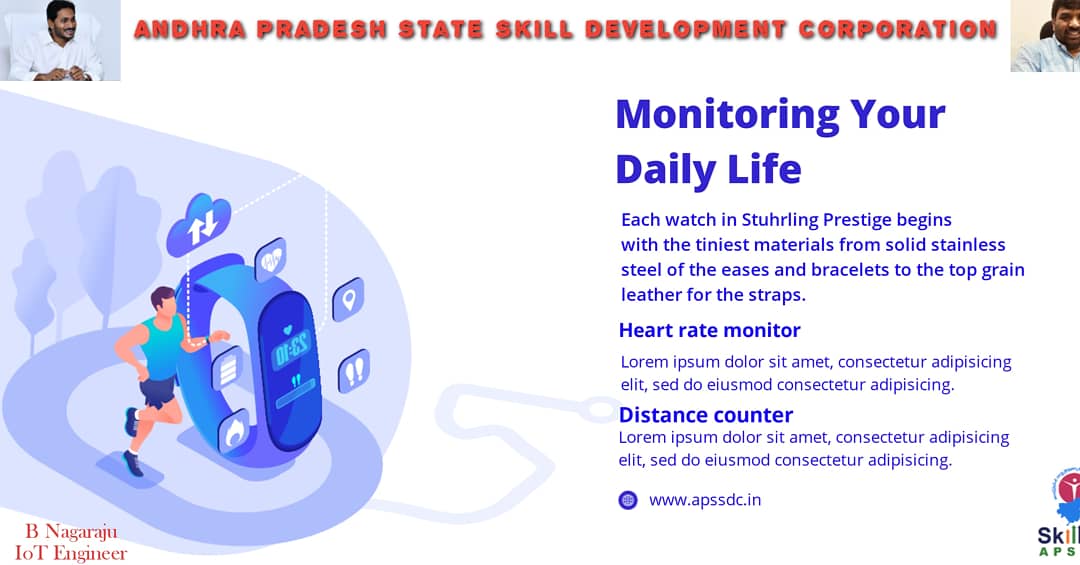 ANDHRA PRADESH STATE SKILL DEVELOPMENT CORPORATION
Monitoring Your
Daily Life
Each watch in Stuhrling Prestige begins
with the tiniest materials from solid stainless
steel of the eases and bracelets to the top grain
leather for the straps.
Heart rate monitor
Lorem ipsum dolor sit amet, consectetur adipisicing
elit, sed do eiusmod consectetur adipisicing.
Distance counter
Lorem ipsum dolor sit amet, consectetur adipisicing
elit, sed do eiusmod consectetur adipisicing.
www.apssdc.in
23:10
B Nagaraju
IoT Engineer
Skill
APS